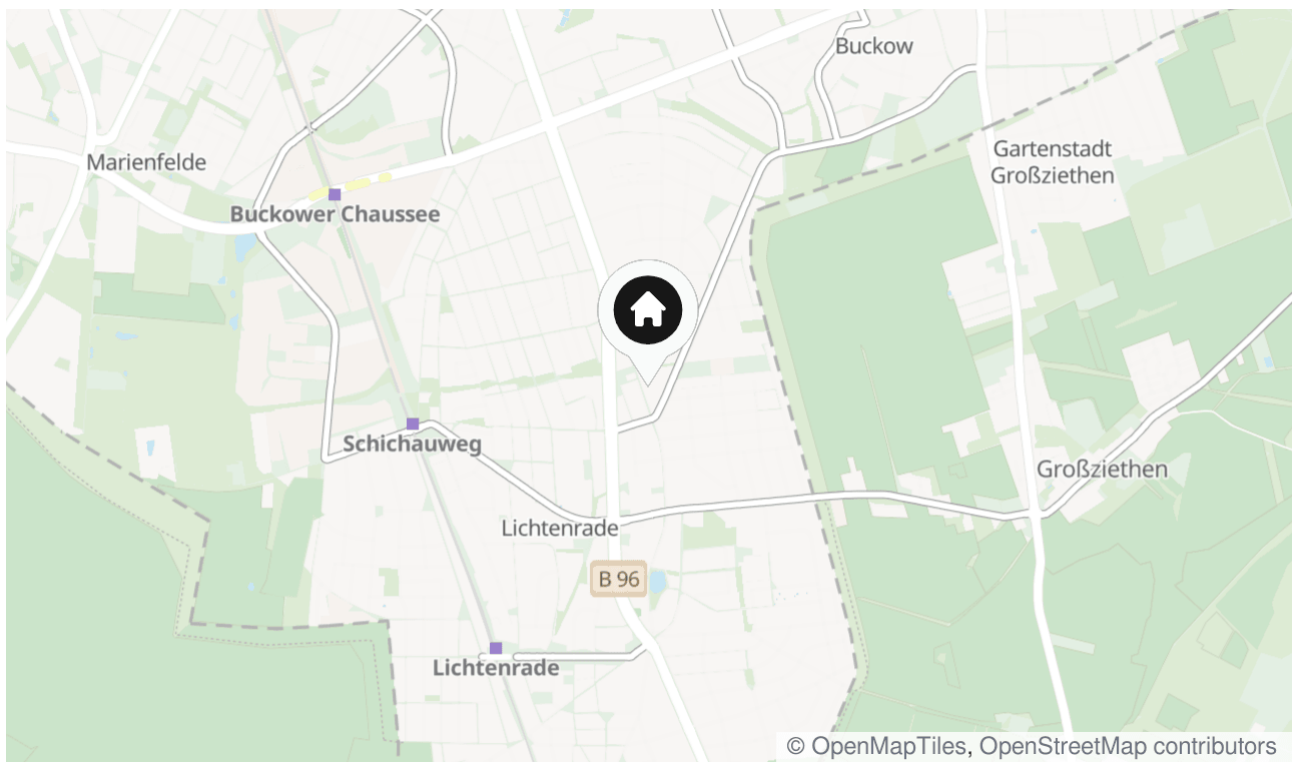 Buckow
Marienfelde
Gartenstadt
Großziethen
Buckower Chaussee
Schichauweg
Großziethen
Lichtenrade
B 96
Lichtenrade
© OpenMapTiles, OpenStreetMap contributors